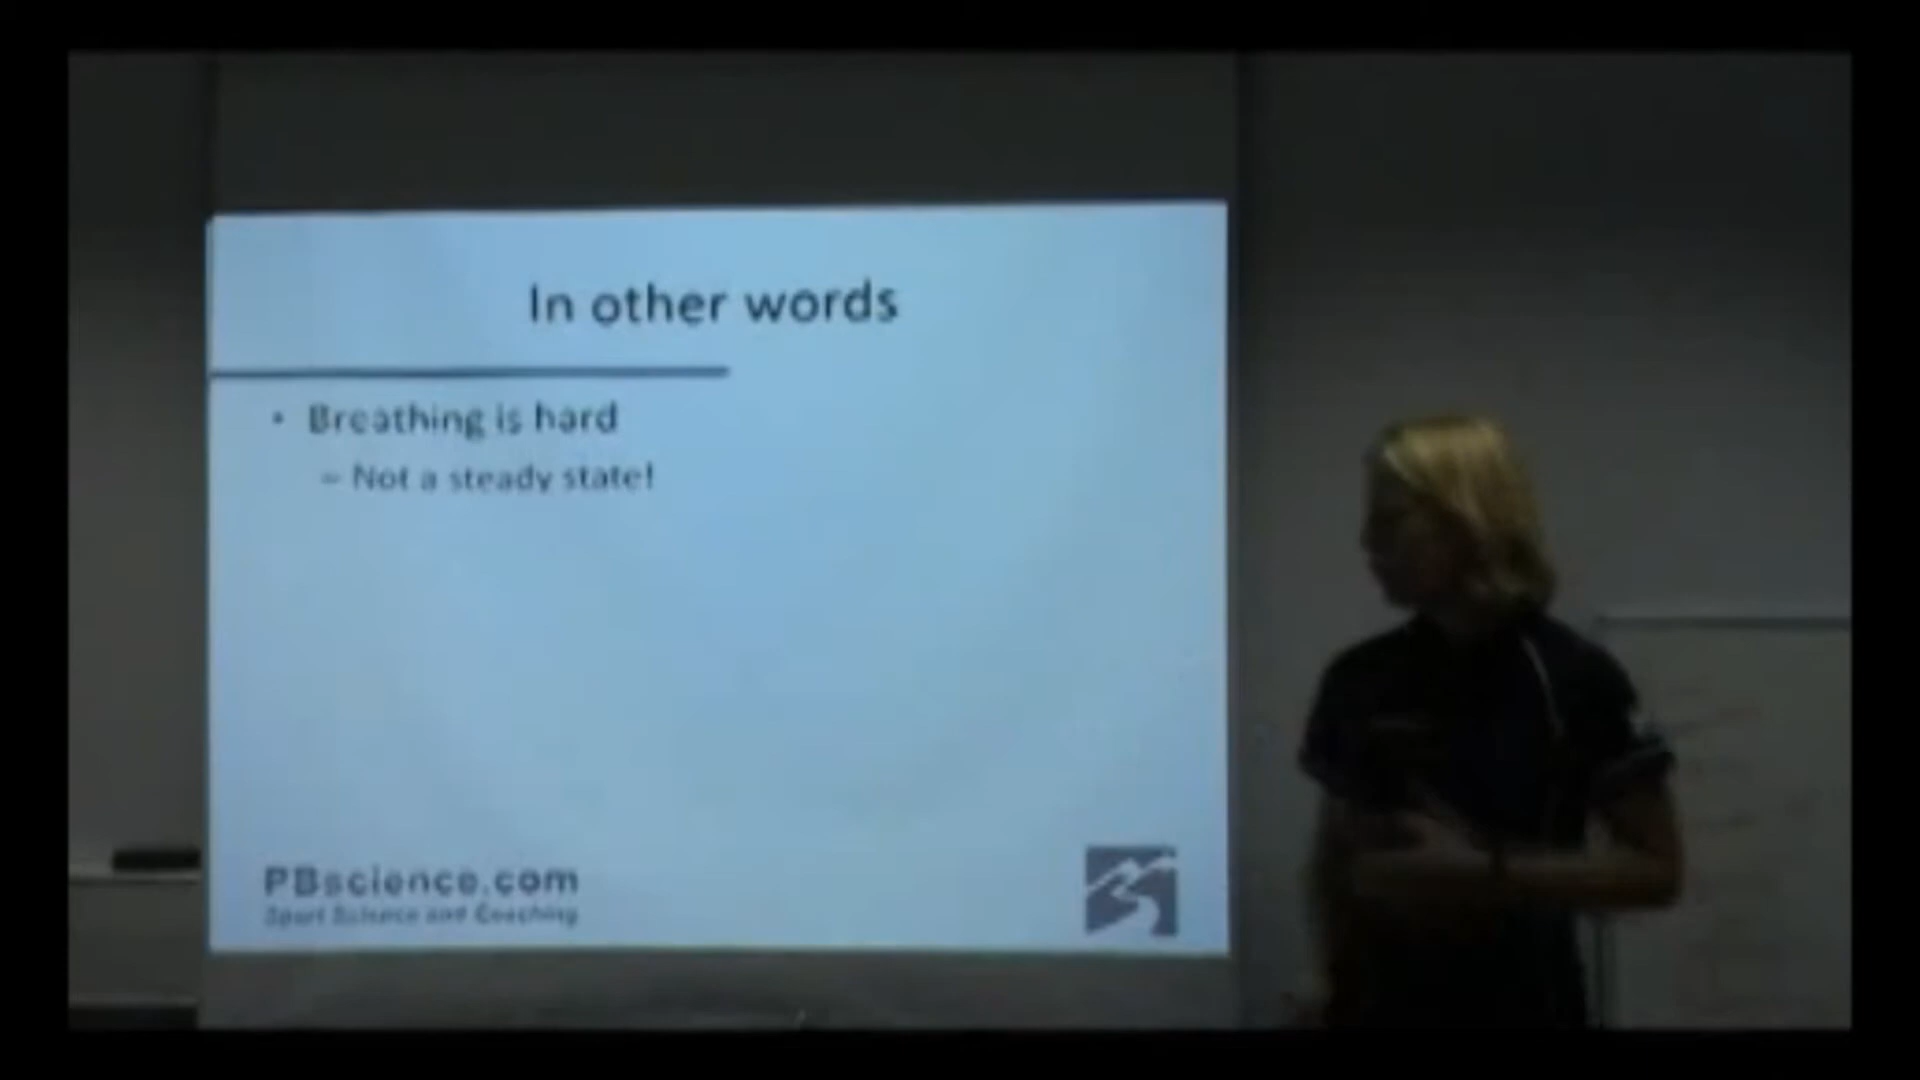 In other words
• Breathing is hard
– Not a steady state!
PBscience.com
Sport Science and Coaching